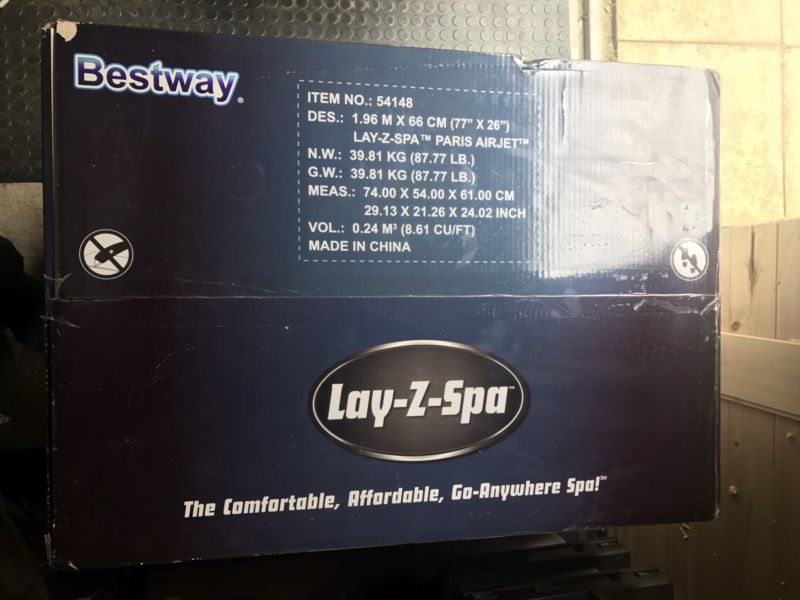 Bestway®
ITEM NO.: 54148
DES.: 1.96 M X 66 CM (77" X 26")
LAY-Z-SPA™ PARIS AIRJET™
N.W.: 39.81 KG (87.77 LB.)
G.W.: 39.81 KG (87.77 LB.)
MEAS.: 74.00 X 54.00 X 61.00 CM
29.13 X 21.26 X 24.02 INCH
VOL.: 0.24 M³ (8.61 CU/FT)
MADE IN CHINA
Lay-Z-Spa™
The Comfortable, Affordable, Go-Anywhere Spa!™